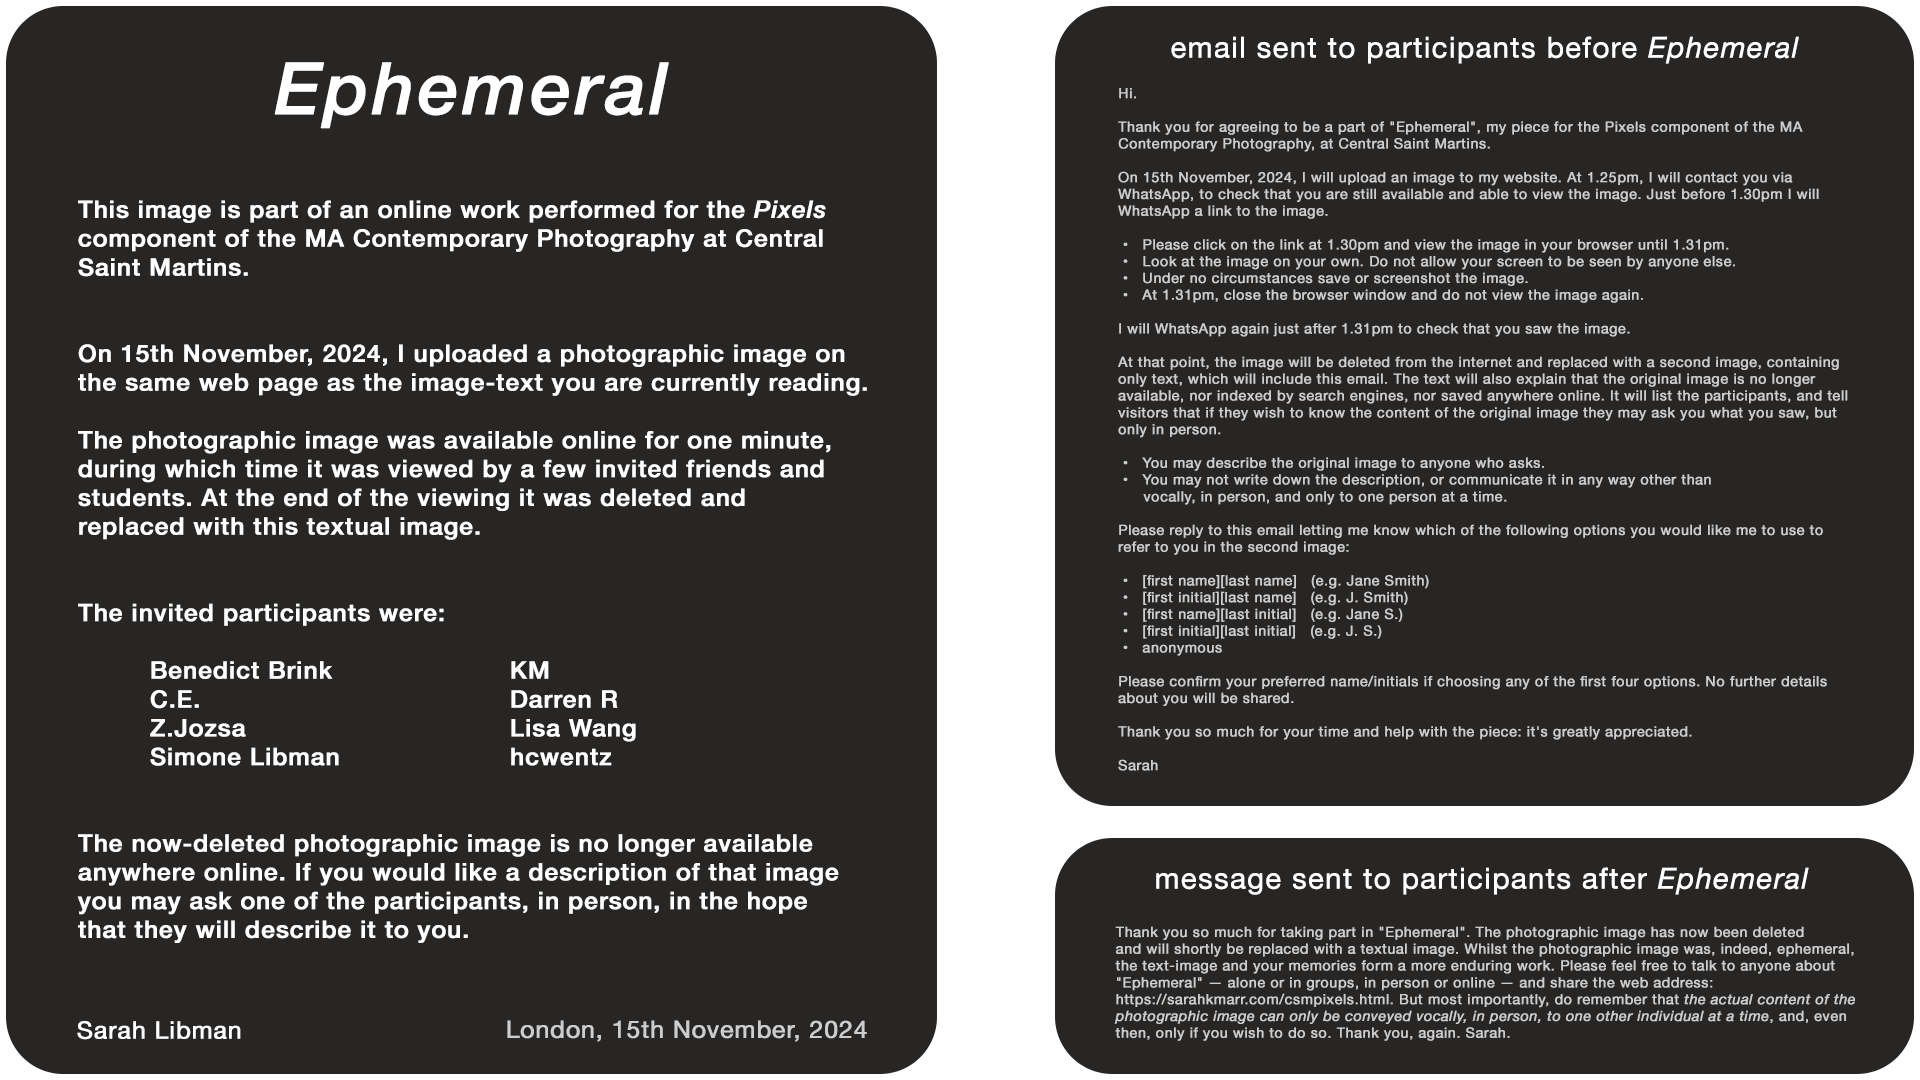 Ephemeral
This image is part of an online work performed for the Pixels
component of the MA Contemporary Photography at Central
Saint Martins.
On 15th November, 2024, I uploaded a photographic image on
the same web page as the image-text you are currently reading.
The photographic image was available online for one minute,
during which time it was viewed by a few invited friends and
students. At the end of the viewing it was deleted and
replaced with this textual image.
The invited participants were:
Benedict Brink
C.E.
Z.Jozsa
Simone Libman
KM
Darren R
Lisa Wang
hcwentz
The now-deleted photographic image is no longer available
anywhere online. If you would like a description of that image
you may ask one of the participants, in person, in the hope
that they will describe it to you.
Sarah Libman
London, 15th November, 2024
email sent to participants before Ephemeral
Hi.
Thank you for agreeing to be a part of "Ephemeral", my piece for the Pixels component of the MA
Contemporary Photography, at Central Saint Martins.
On 15th November, 2024, I will upload an image to my website. At 1.25pm, I will contact you via
WhatsApp, to check that you are still available and able to view the image. Just before 1.30pm I will
WhatsApp a link to the image.
• Please click on the link at 1.30pm and view the image in your browser until 1.31pm.
• Look at the image on your own. Do not allow your screen to be seen by anyone else.
• Under no circumstances save or screenshot the image.
• At 1.31pm, close the browser window and do not view the image again.
I will WhatsApp again just after 1.31pm to check that you saw the image.
At that point, the image will be deleted from the internet and replaced with a second image, containing
only text, which will include this email. The text will also explain that the original image is no longer
available, nor indexed by search engines, nor saved anywhere online. It will list the participants, and tell
visitors that if they wish to know the content of the original image they may ask you what you saw, but
only in person.
• You may describe the original image to anyone who asks.
• You may not write down the description, or communicate it in any way other than
vocally, in person, and only to one person at a time.
Please reply to this email letting me know which of the following options you would like me to use to
refer to you in the second image:
• [first name][last name] (e.g. Jane Smith)
• [first initial][last name] (e.g. J. Smith)
• [first name][last initial] (e.g. Jane S.)
• [first initial][last initial] (e.g. J. S.)
• anonymous
Please confirm your preferred name/initials if choosing any of the first four options. No further details
about you will be shared.
Thank you so much for your time and help with the piece: it's greatly appreciated.
Sarah
message sent to participants after Ephemeral
Thank you so much for taking part in "Ephemeral". The photographic image has now been deleted
and will shortly be replaced with a textual image. Whilst the photographic image was, indeed, ephemeral,
the text-image and your memories form a more enduring work. Please feel free to talk to anyone about
"Ephemeral" — alone or in groups, in person or online — and share the web address:
https://sarahkmarr.com/csmpixels.html. But most importantly, do remember that the actual content of the
photographic image can only be conveyed vocally, in person, to one other individual at a time, and, even
then, only if you wish to do so. Thank you, again. Sarah.